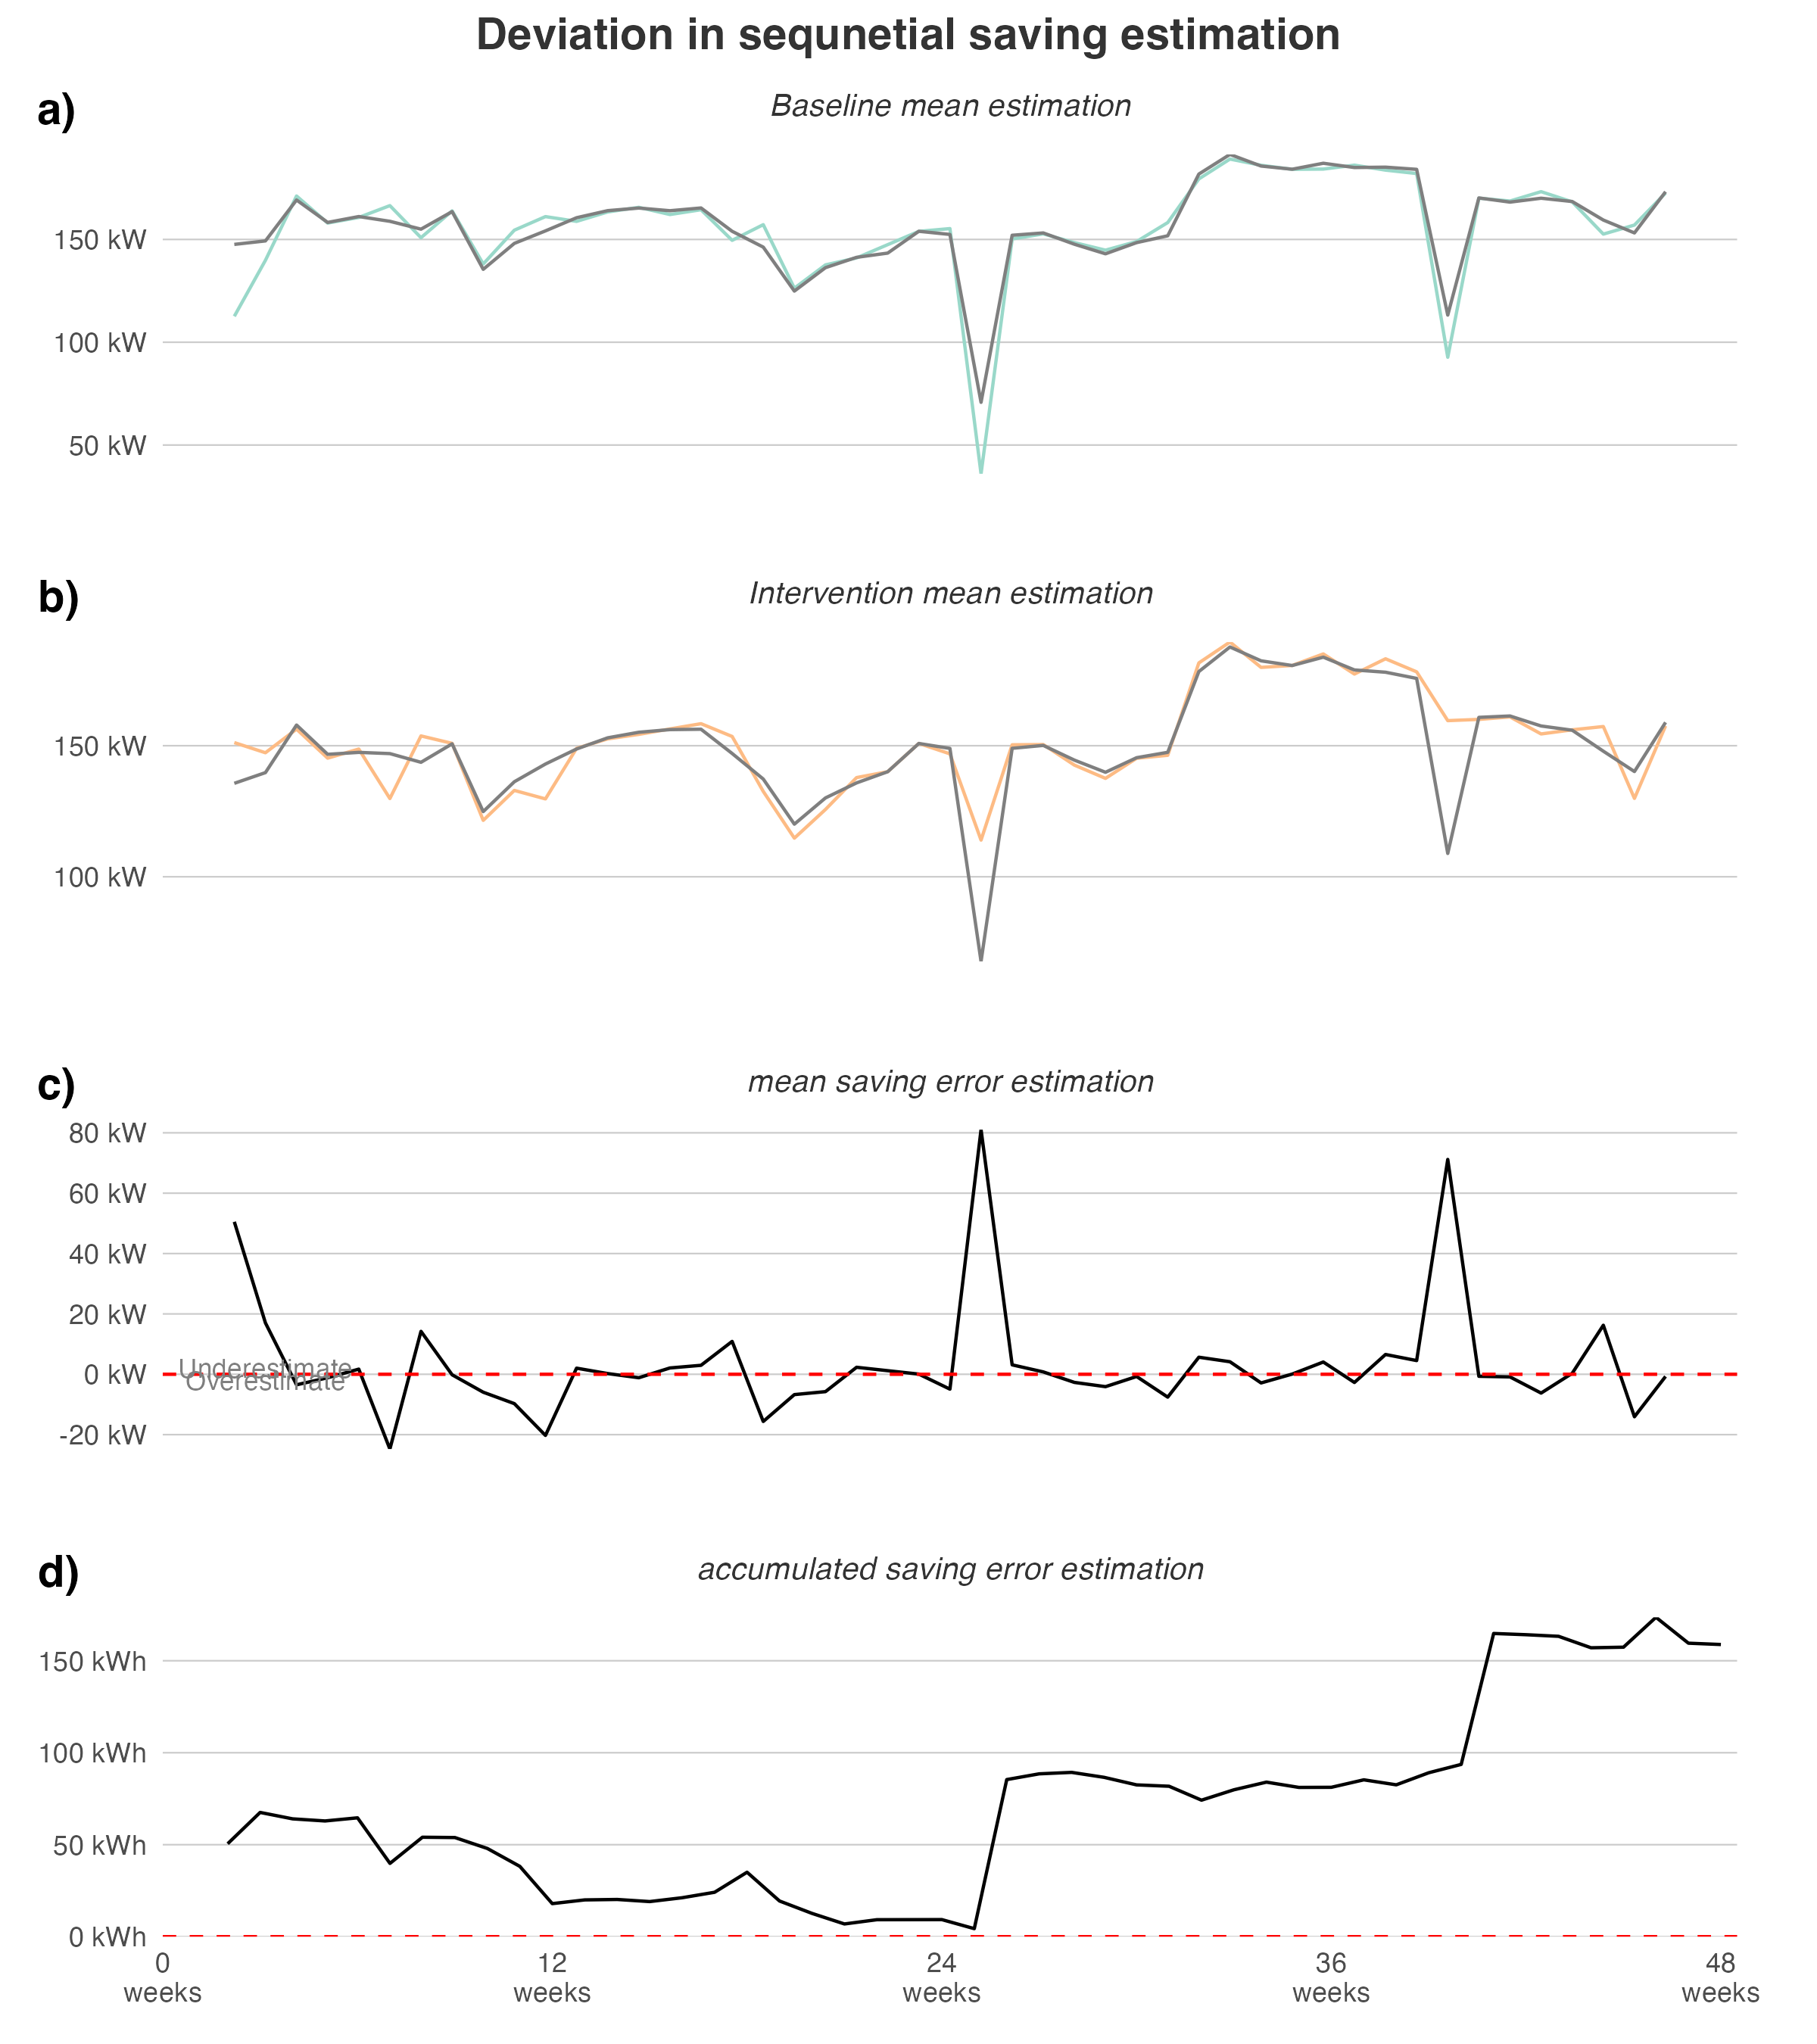 Deviation in sequnetial saving estimation
a)
Baseline mean estimation
150 kW
100 kW
50 kW
b)
Intervention mean estimation
150 kW
100 kW
c)
mean saving error estimation
80 kW
60 kW
40 kW
20 kW
Underestimate
0 kW
Overestimate
-20 kW
d)
accumulated saving error estimation
150 kWh
100 kWh
50 kWh
0 kWh
0 12 24 36 48
weeks weeks weeks weeks weeks